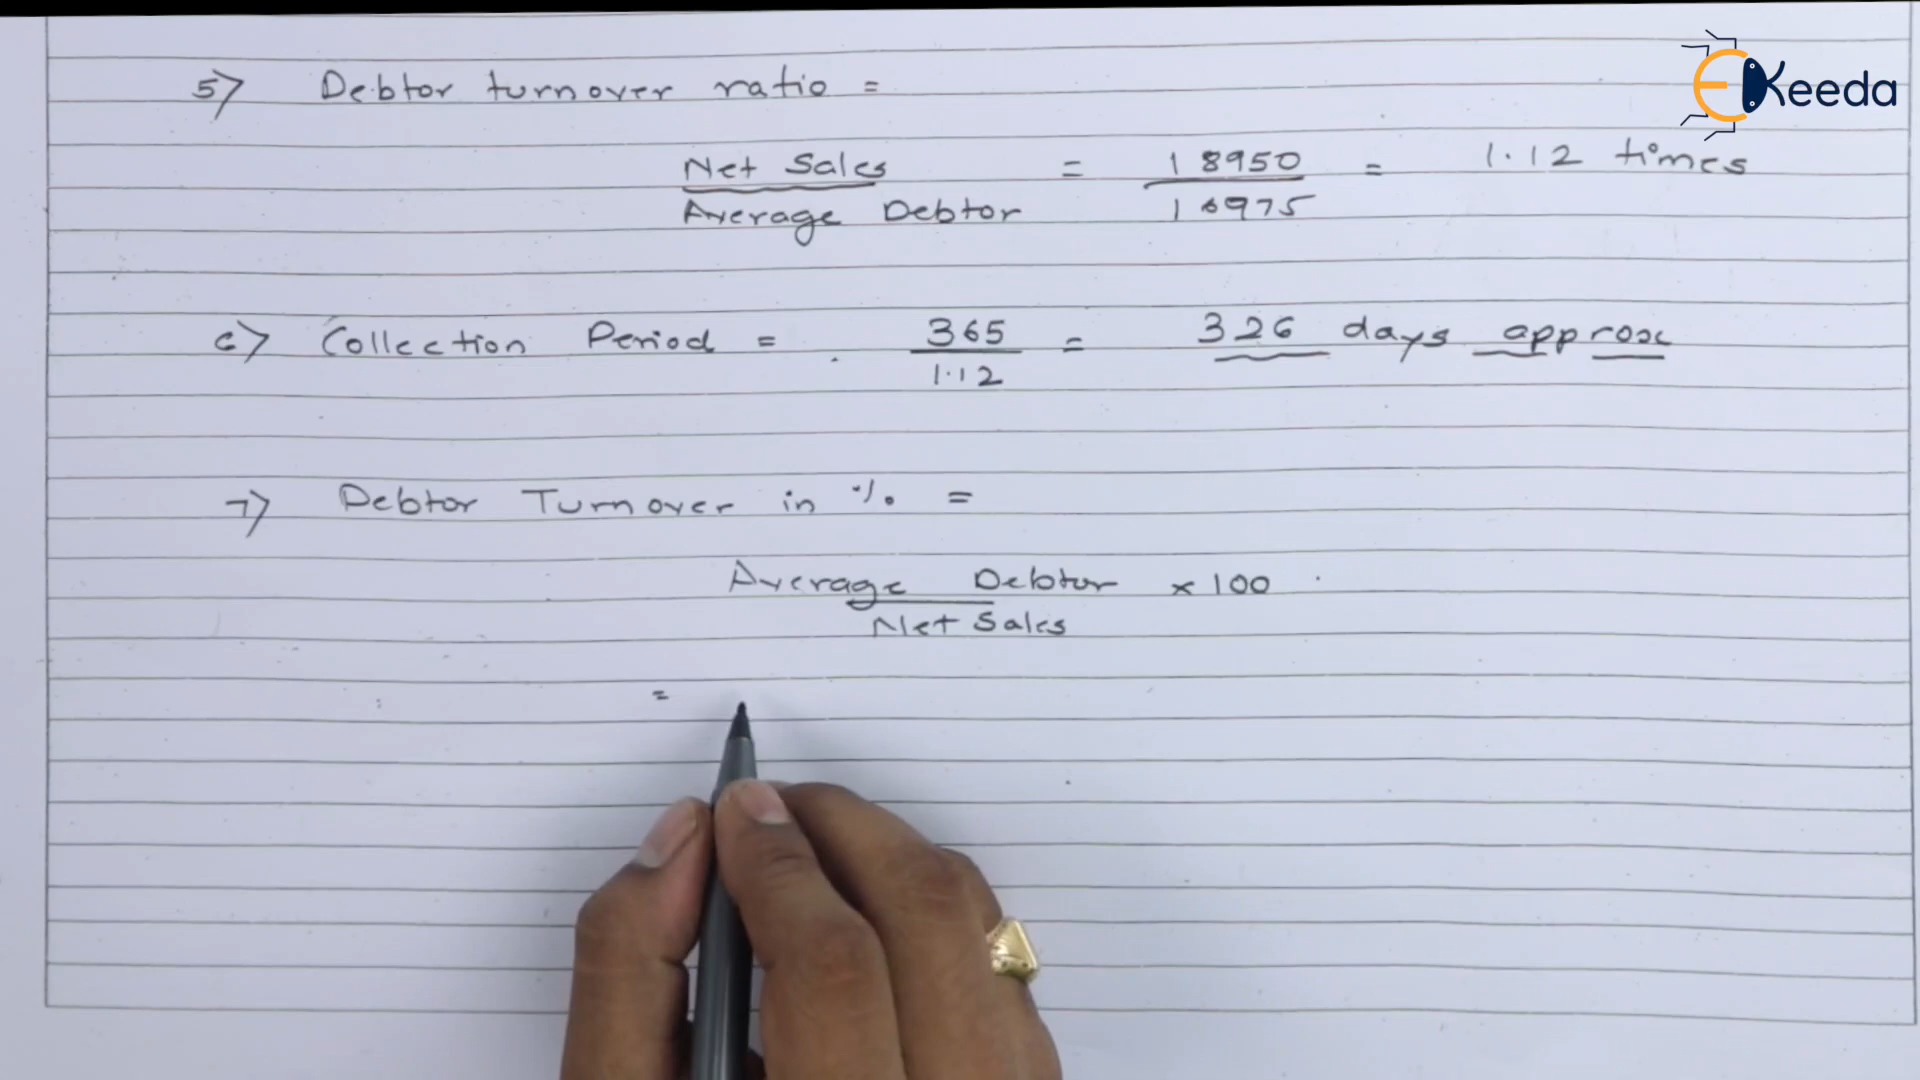 EKeeda
5) Debtor turnover ratio =
Net Sales = 18950 = 1.12 times
Average Debtor 16975
6) Collection Period = 365 = 326 days approx
1.12
7) Debtor Turnover in % =
Average Debtor x 100
Net Sales
=